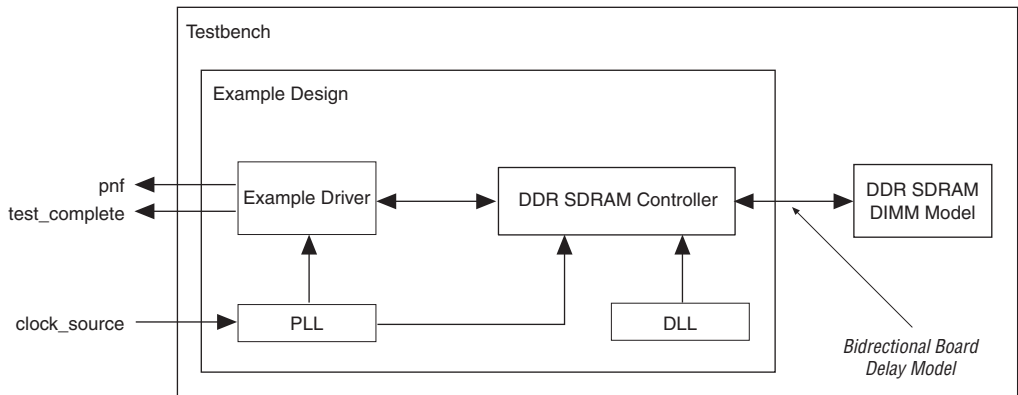 Testbench
Example Design
pnf
test_complete
Example Driver
DDR SDRAM Controller
DDR SDRAM
DIMM Model
clock_source
PLL
DLL
Bidrectional Board
Delay Model